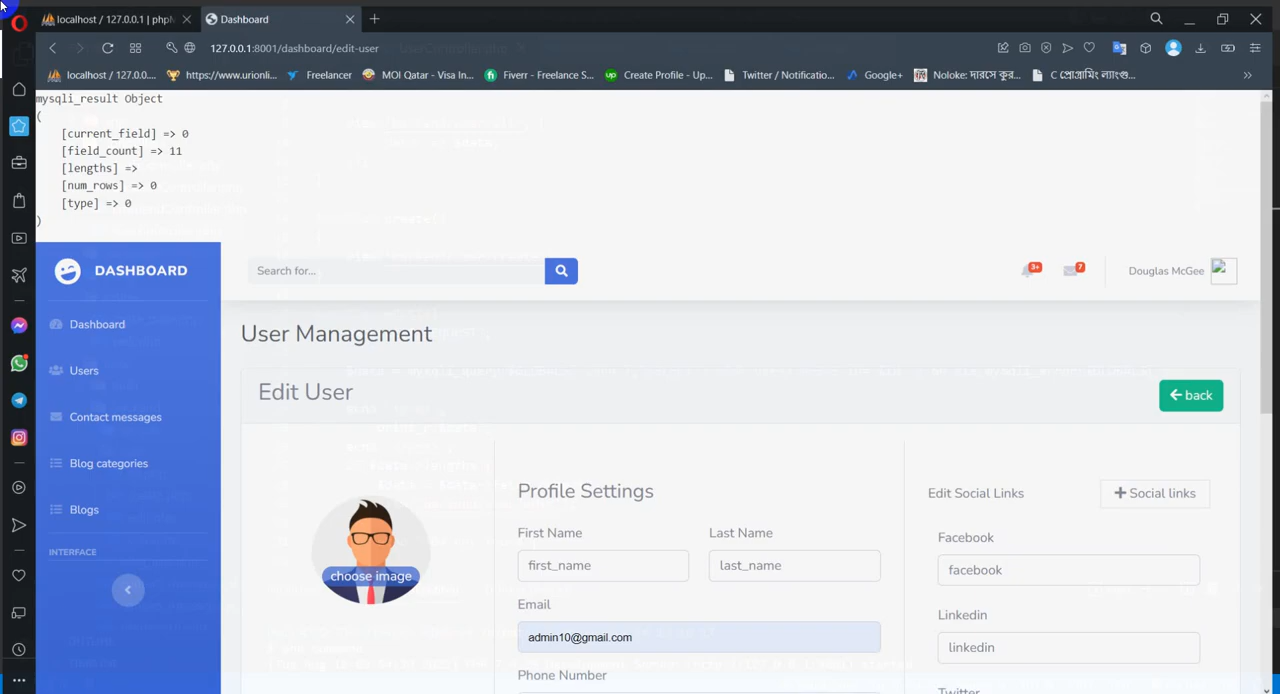 localhost / 127.0.0.1 | phpM
Dashboard
127.0.0.1:8001/dashboard/edit-user
localhost / 127.0.0....
https://www.urionli...
Freelancer
MOI Qatar - Visa In...
Fiverr - Freelance S...
Create Profile - Up...
Twitter / Notificatio...
Google+
Noloke: দারসে কুর...
C প্রোগ্রামিং ল্যাংগু...
mysqli_result Object
(
[current_field] => 0
[field_count] => 11
[lengths] =>
[num_rows] => 0
[type] => 0
)
DASHBOARD
Search for...
3+
7
Douglas McGee
Dashboard
User Management
Users
Edit User
back
Contact messages
Blog categories
Profile Settings
Edit Social Links
+ Social links
Blogs
First Name
Last Name
Facebook
INTERFACE
first_name
last_name
facebook
choose image
Email
Linkedin
admin10@gmail.com
linkedin
Phone Number
Twitter